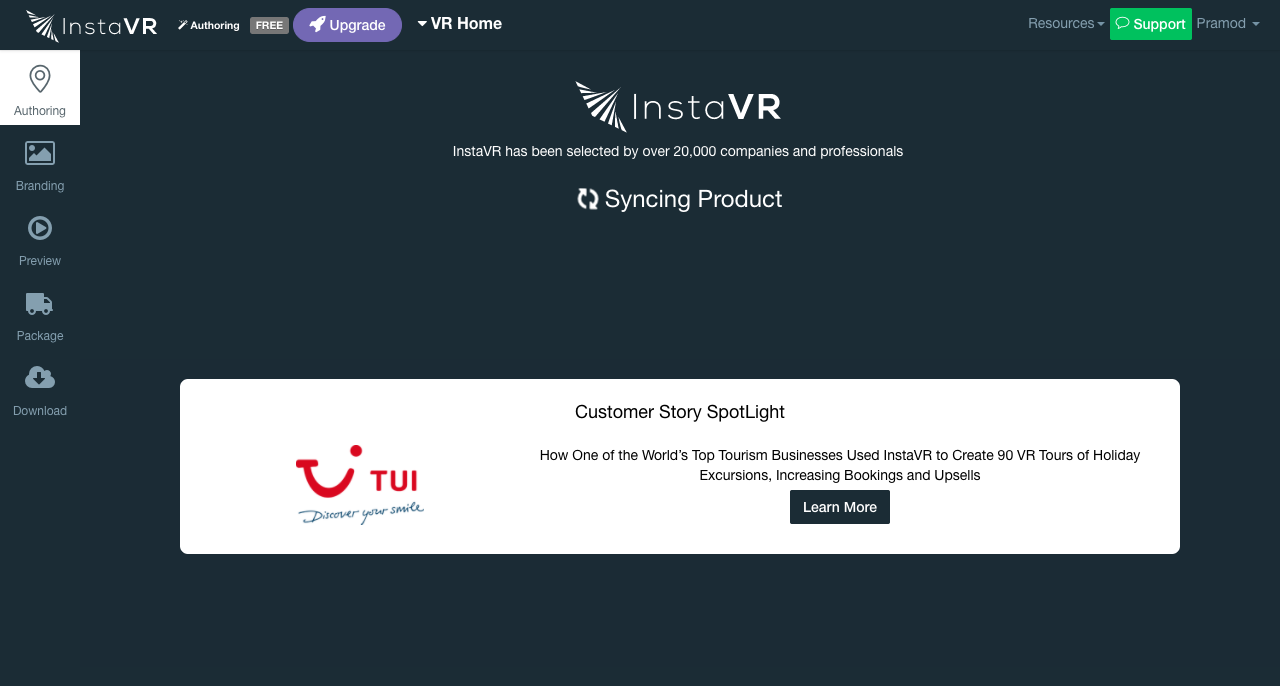 InstaVR
Authoring
FREE
Upgrade
VR Home
Resources
Support
Pramod
Authoring
Branding
Preview
Package
Download
InstaVR
InstaVR has been selected by over 20,000 companies and professionals
Syncing Product
Customer Story SpotLight
TUI
Discover your smile
How One of the World’s Top Tourism Businesses Used InstaVR to Create 90 VR Tours of Holiday
Excursions, Increasing Bookings and Upsells
Learn More